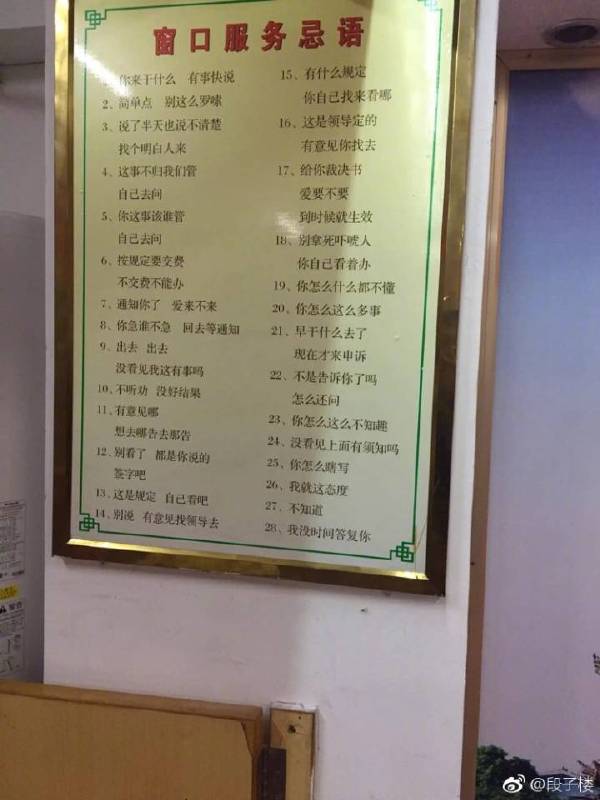 窗口服务忌语
你来干什么 有事快说
2、简单点 别这么罗嗦
3、说了半天也说不清楚
找个明白人来
4、这事不归我们管
自己去问
5、你这事该谁管
自己去问
6、按规定要交费
不交费不能办
7、通知你了 爱来不来
8、你急谁不急 回去等通知
9、出去 出去
没看见我这有事吗
10、不听劝 没好结果
11、有意见哪
想去哪告去那告
12、别看了 都是你说的
签字吧
13、这是规定 自己看吧
14、别说 有意见找领导去
15、有什么规定
你自己找来看哪
16、这是领导定的
有意见你找去
17、给你裁决书
爱要不要
到时候就生效
18、别拿死吓唬人
你自己看着办
19、你怎么什么都不懂
20、你怎么这么多事
21、早干什么去了
现在才来申诉
22、不是告诉你了吗
怎么还问
23、你怎么这么不知趣
24、没看见上面有须知吗
25、你怎么瞎写
26、我就这态度
27、不知道
28、我没时间答复你
@段子楼